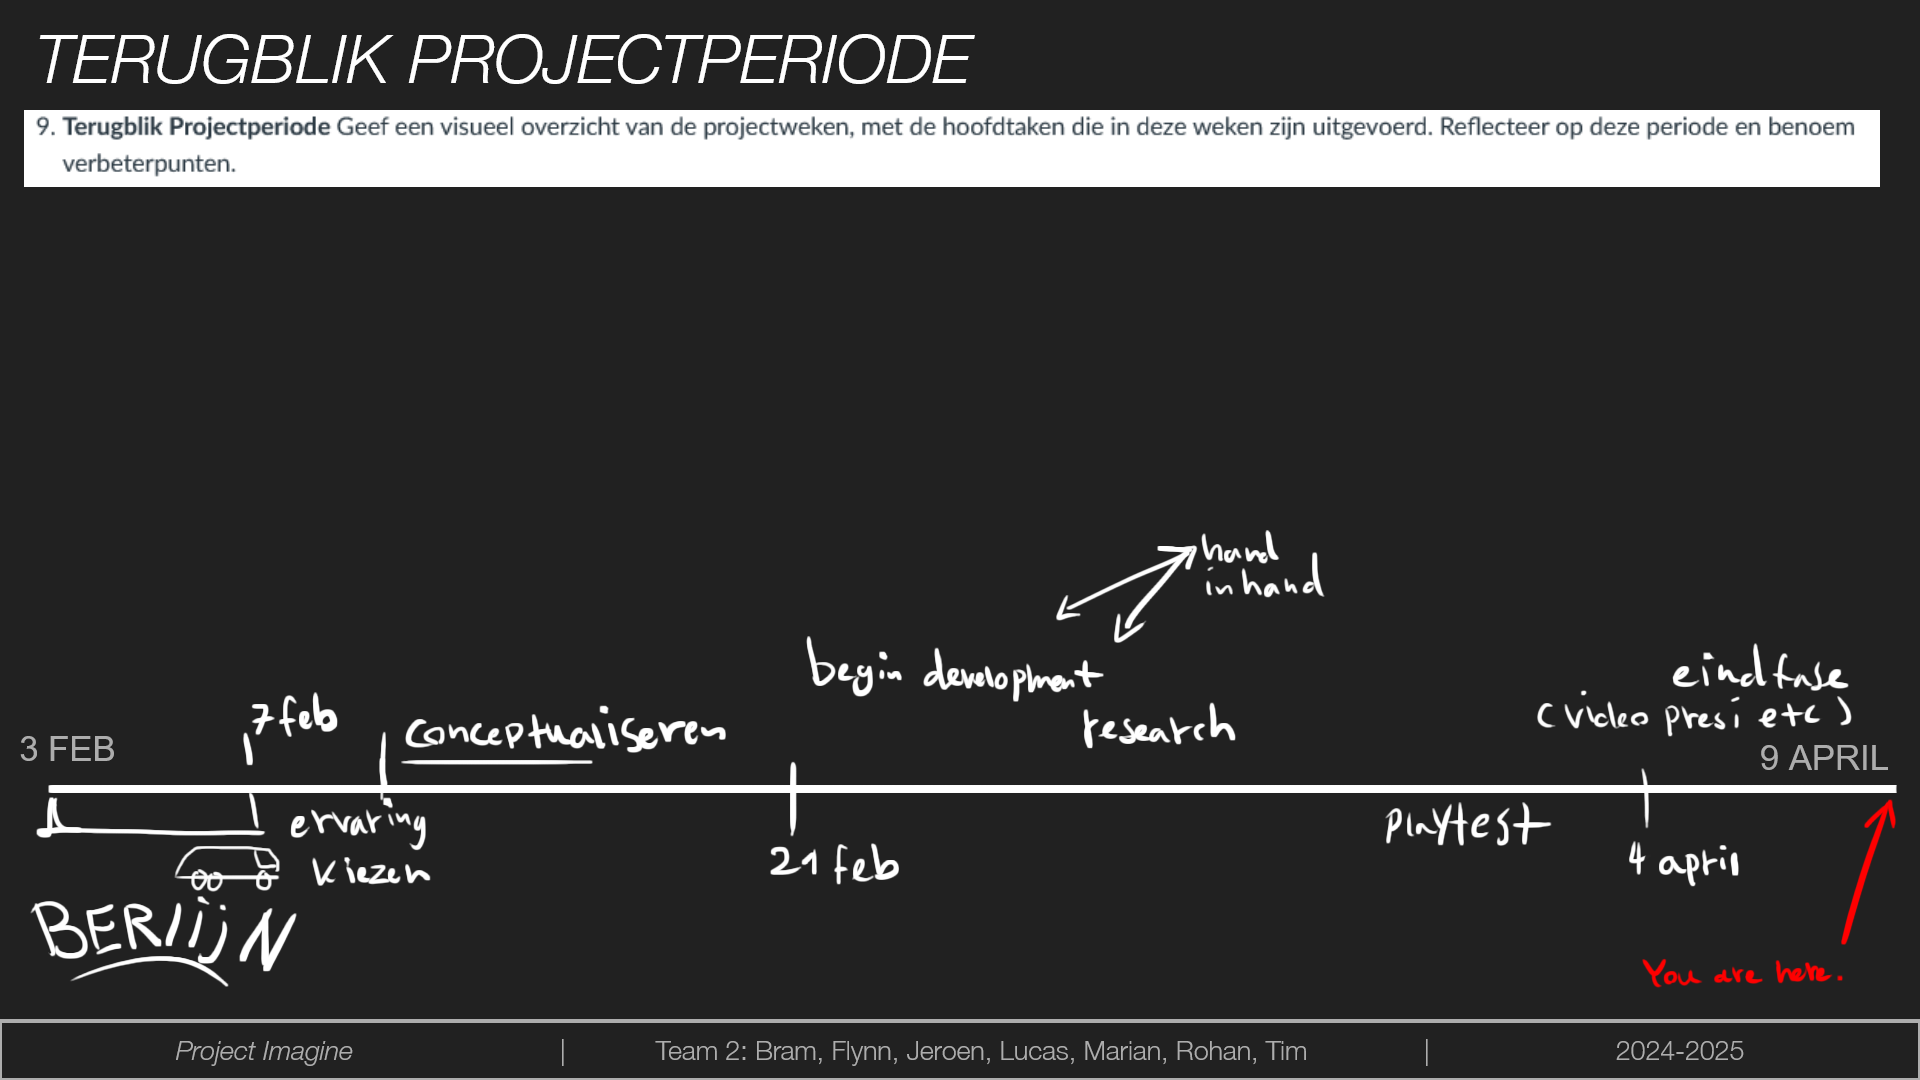 TERUGBLIK PROJECTPERIODE
9. Terugblik Projectperiode Geef een visueel overzicht van de projectweken, met de hoofdtaken die in deze weken zijn uitgevoerd. Reflecteer op deze periode en benoem
verbeterpunten.
hand
in hand
begin development
research
eindfase
(video presi etc)
7 feb
conceptualiseren
3 FEB
9 APRIL
ervaring
kiezen
playtest
21 feb
4 april
BERlijN
You are here.
Project Imagine | Team 2: Bram, Flynn, Jeroen, Lucas, Marian, Rohan, Tim | 2024-2025